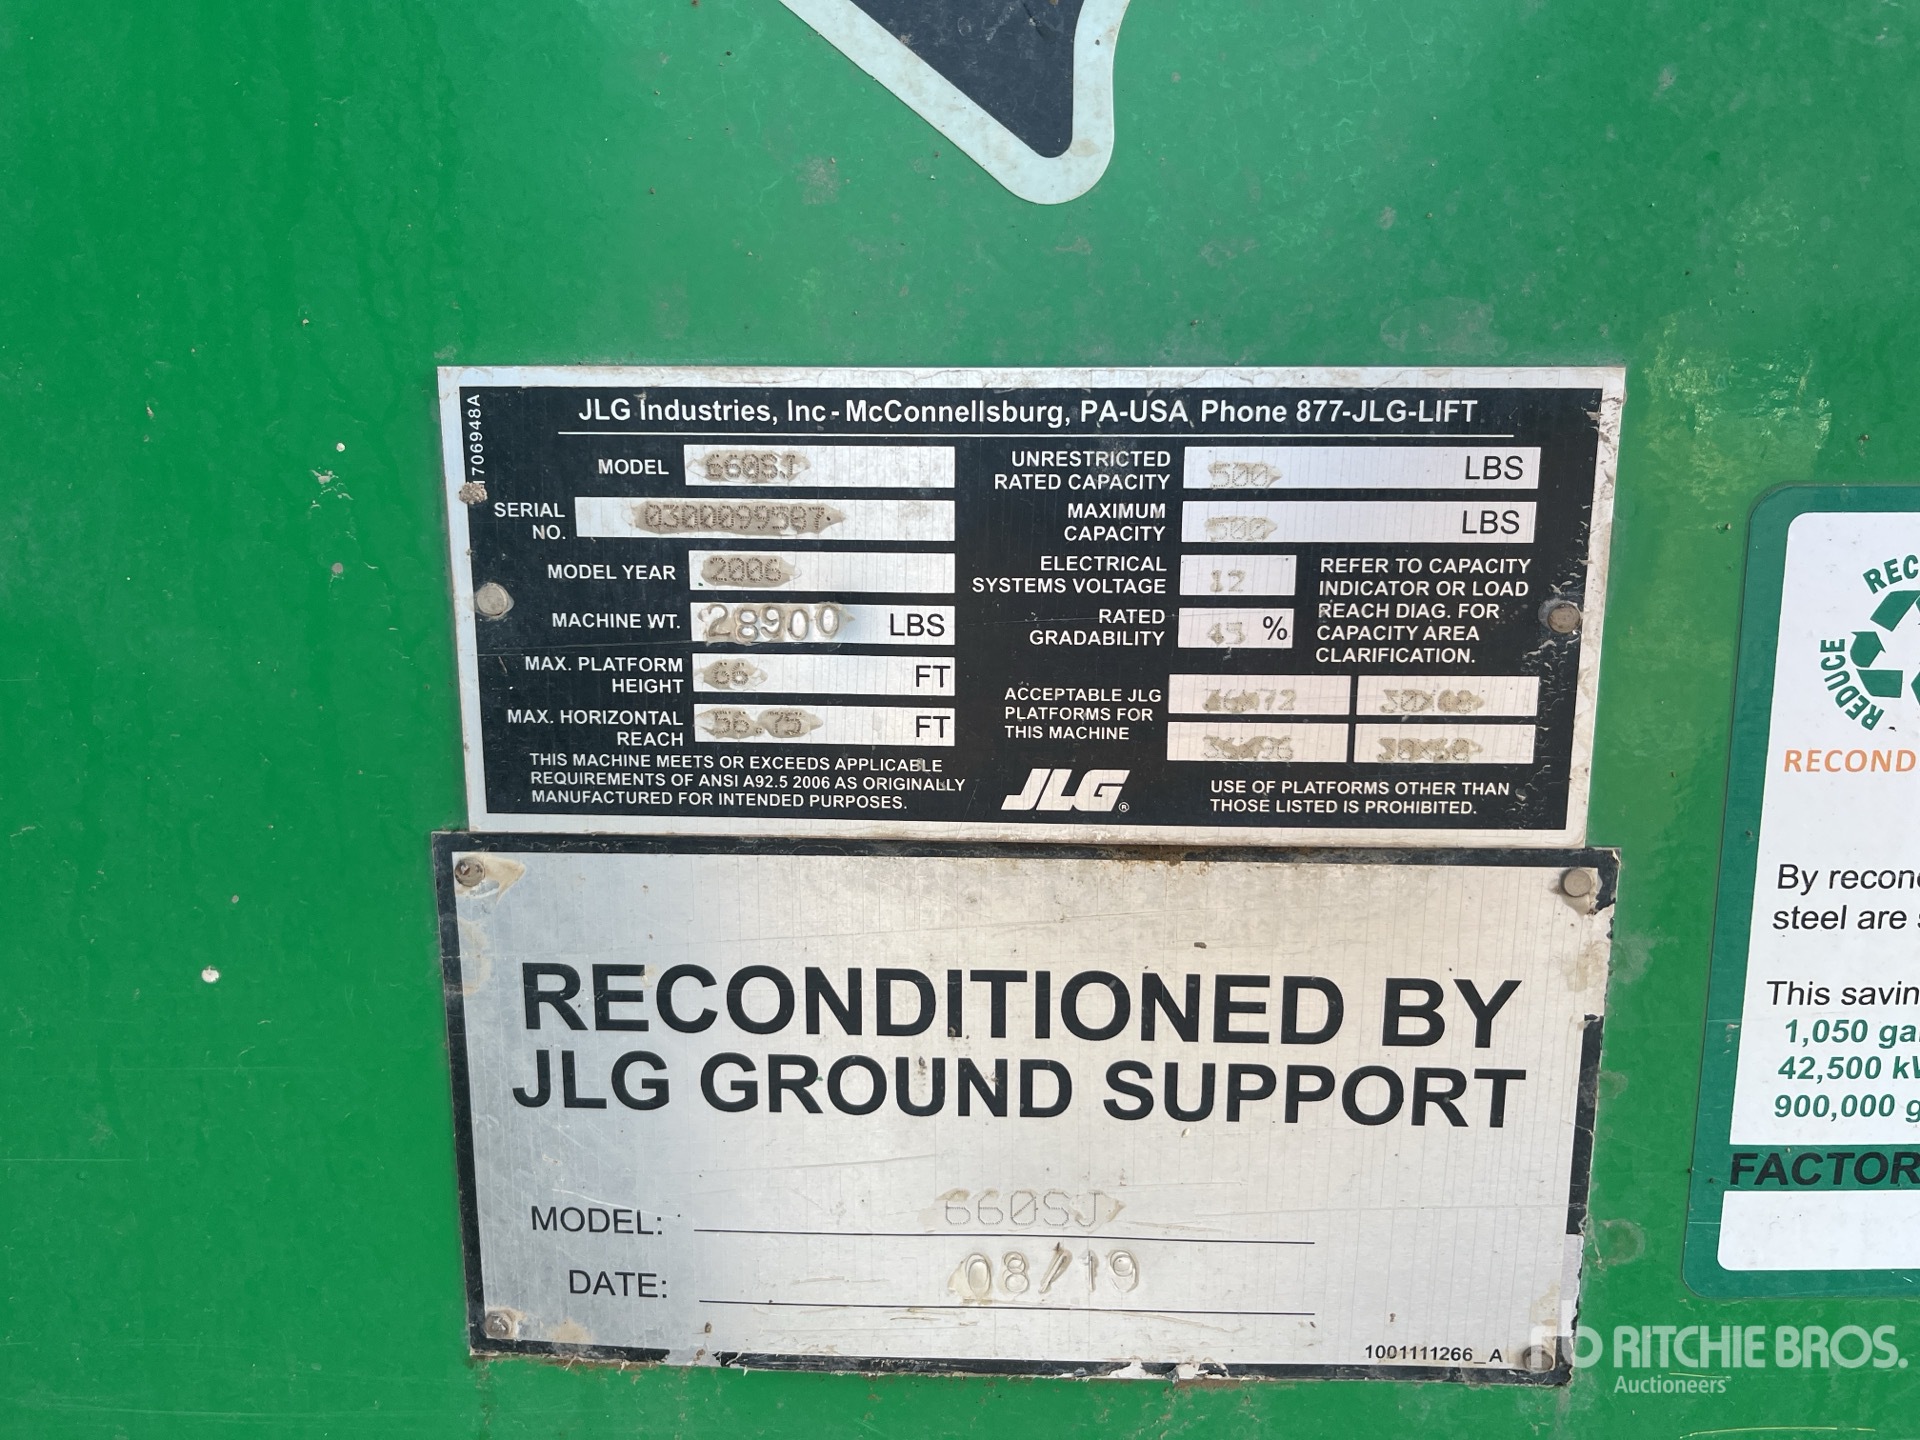 JLG Industries, Inc - McConnellsburg, PA-USA Phone 877-JLG-LIFT
1706948A
MODEL 660SJ
SERIAL NO. 0300099587
MODEL YEAR 2006
MACHINE WT. 28900 LBS
MAX. PLATFORM HEIGHT 66 FT
MAX. HORIZONTAL REACH 56.75 FT
THIS MACHINE MEETS OR EXCEEDS APPLICABLE
REQUIREMENTS OF ANSI A92.5 2006 AS ORIGINALLY
MANUFACTURED FOR INTENDED PURPOSES.
UNRESTRICTED RATED CAPACITY 500 LBS
MAXIMUM CAPACITY 500 LBS
ELECTRICAL SYSTEMS VOLTAGE 12
RATED GRADABILITY 45 %
REFER TO CAPACITY
INDICATOR OR LOAD
REACH DIAG. FOR
CAPACITY AREA
CLARIFICATION.
ACCEPTABLE JLG
PLATFORMS FOR
THIS MACHINE
36X96
JLG®
USE OF PLATFORMS OTHER THAN
THOSE LISTED IS PROHIBITED.
RECONDITIONED BY
JLG GROUND SUPPORT
MODEL: 660SJ
DATE: 08/19
1001111266_A
REC
REDUCE
RECOND
By recon
steel are
This savin
1,050 ga
42,500 k
900,000 g
FACTOR
RITCHIE BROS.
Auctioneers